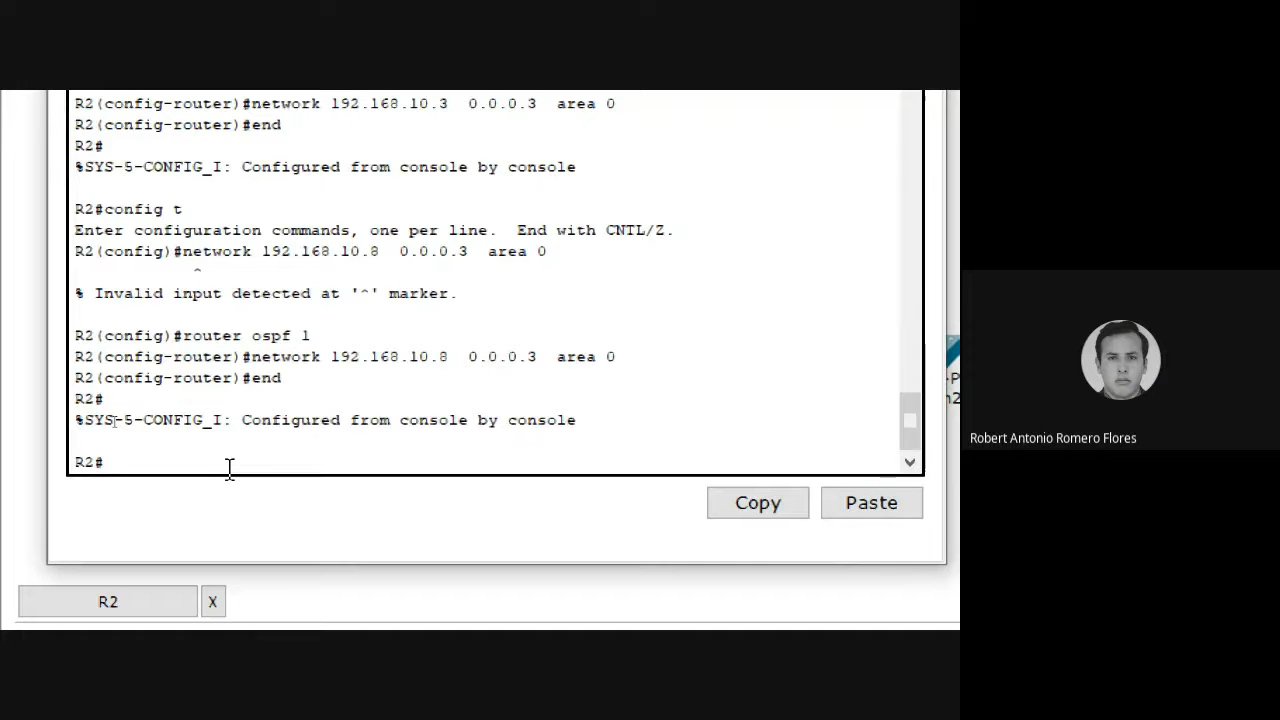 R2(config-router)#network 192.168.10.3  0.0.0.3  area 0
R2(config-router)#end
R2#
%SYS-5-CONFIG_I: Configured from console by console
R2#config t
Enter configuration commands, one per line.  End with CNTL/Z.
R2(config)#network 192.168.10.8  0.0.0.3  area 0
^
% Invalid input detected at '^' marker.
R2(config)#router ospf 1
R2(config-router)#network 192.168.10.8  0.0.0.3  area 0
R2(config-router)#end
R2#
%SYS-5-CONFIG_I: Configured from console by console
R2#
Copy
Paste
R2
X
Robert Antonio Romero Flores